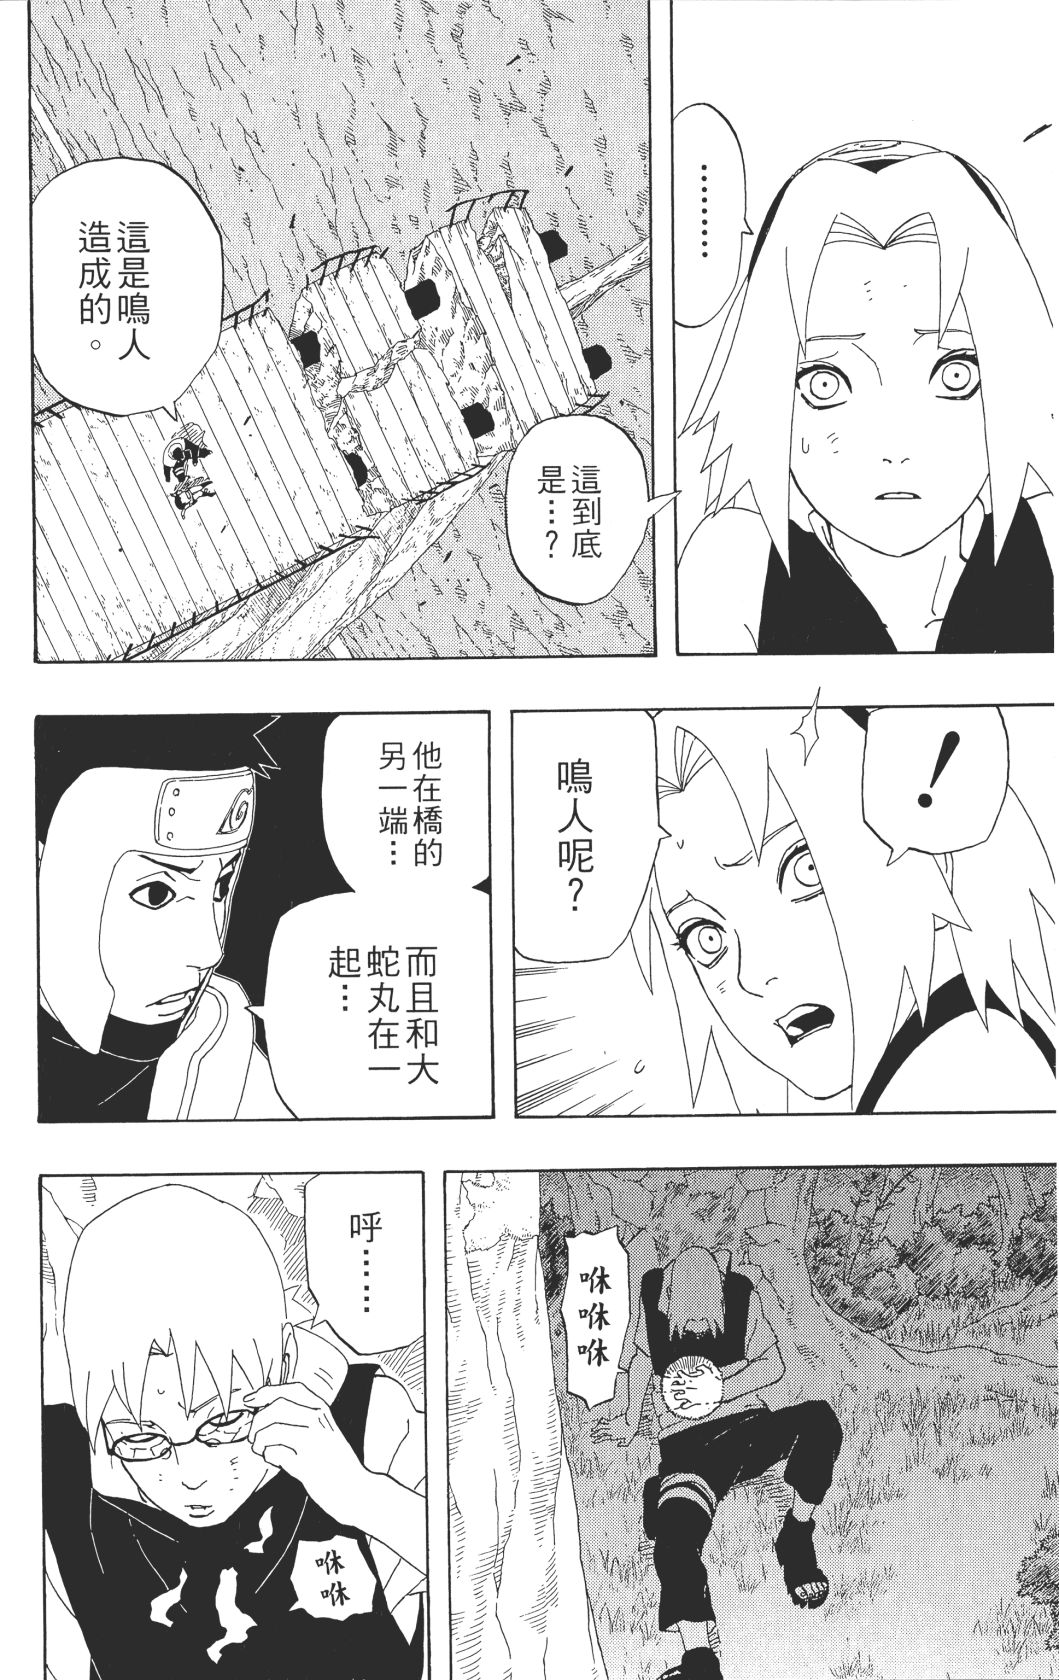 ………
這到底
是…？
這是鳴人
造成的。
！
鳴人呢？
他在橋的
另一端…
而且和大
蛇丸在一
起…
咻咻咻
呼……
咻咻